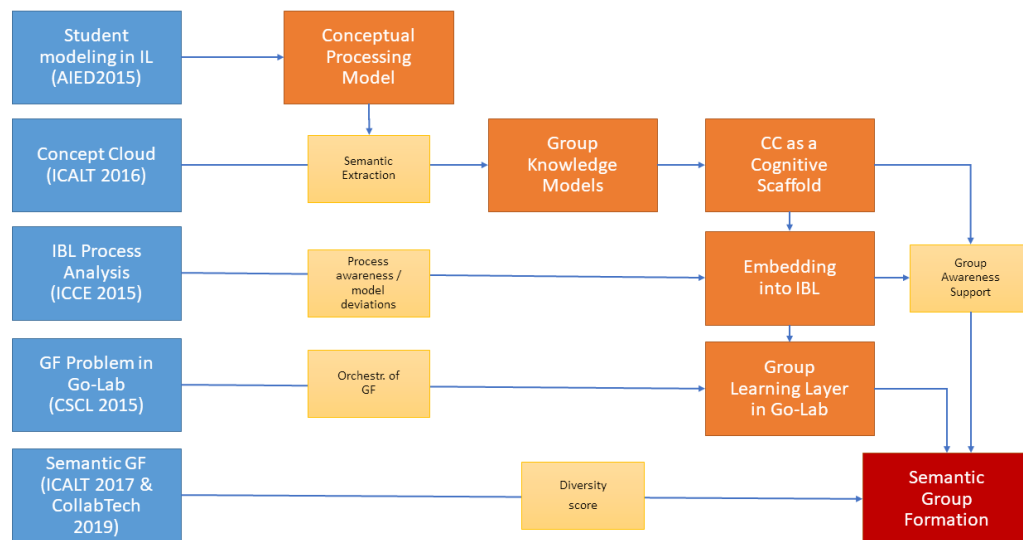 Student
modeling in IL
(AIED2015)
Conceptual
Processing
Model
Concept Cloud
(ICALT 2016)
Semantic
Extraction
Group
Knowledge
Models
CC as a
Cognitive
Scaffold
IBL Process
Analysis
(ICCE 2015)
Process
awareness /
model
deviations
Embedding
into IBL
Group
Awareness
Support
GF Problem in
Go-Lab
(CSCL 2015)
Orchestr. of
GF
Group
Learning Layer
in Go-Lab
Semantic GF
(ICALT 2017 &
CollabTech
2019)
Diversity
score
Semantic
Group
Formation